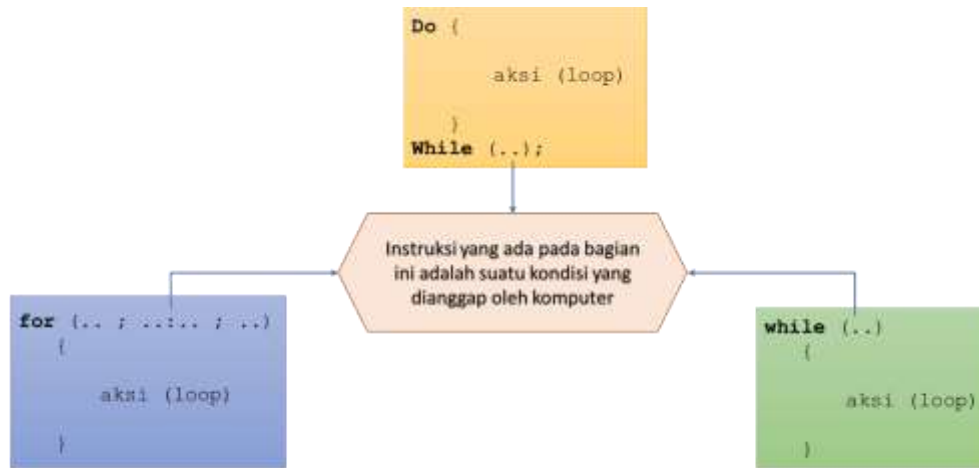 Do {
aksi (loop)
}
While (..);
Instruksi yang ada pada bagian
ini adalah suatu kondisi yang
dianggap oleh komputer
for (.. ; ..:.. ; ..)
{
aksi (loop)
}
while (..)
{
aksi (loop)
}